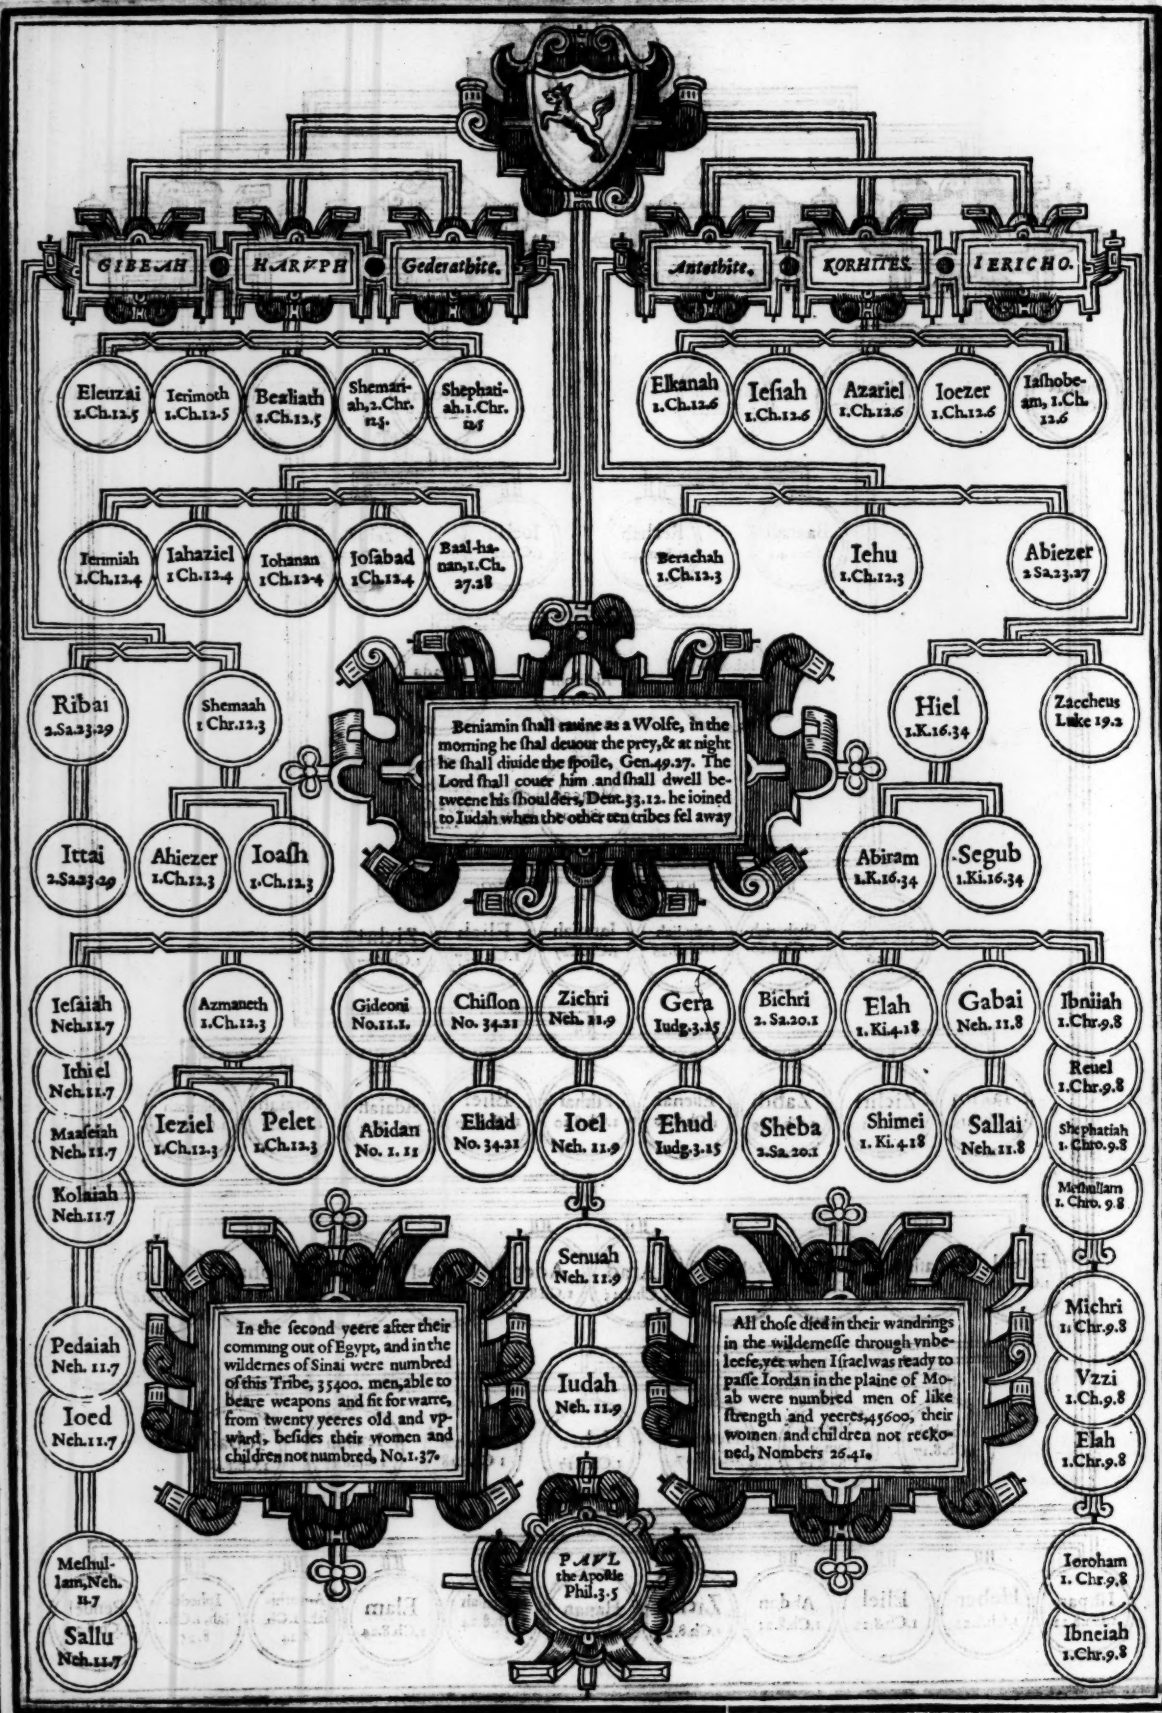 GIBEAH
HARVPH
Gederathite.
Antothite.
KORHITES.
IERICHO.
Eleuzai
1.Ch.12.5
Ierimoth
1.Ch.12.5
Bealiath
1.Ch.12.5
Shemari-
ah,2.Chr.
12.5.
Shephati-
ah.1.Chr.
12.5
Elkanah
1.Ch.12.6
Ieſiah
1.Ch.12.6
Azariel
1.Ch.12.6
Ioezer
1.Ch.12.6
Iaſhobe-
am, 1.Ch.
12.6
Ieremiah
1.Ch.12.4
Iahaziel
1 Ch.12.4
Iohanan
1Ch.12.4
Ioſabad
1Ch.12.4
Baal-ha-
nan,1.Ch.
27.28
Berachah
1.Ch.12.3
Iehu
1.Ch.12.3
Abiezer
2 Sa.23.27
Ribai
2.Sa.23.29
Shemaah
1 Chr.12.3
Hiel
1.K.16.34
Zaccheus
Luke 19.2
Beniamin ſhall rauine as a Wolfe, in the
morning he ſhal deuour the prey,& at night
he ſhall diuide the ſpoile, Gen.49.27. The
Lord ſhall couer him and ſhall dwell be-
tweene his ſhoulders, Deut.33.12. he ioined
to Iudah when the other ten tribes fel away
Ittai
2.Sa.23.29
Ahiezer
1.Ch.12.3
Ioaſh
1.Ch.12.3
Abiram
1.K.16.34
Segub
1.Ki.16.34
Ieſaiah
Neh.11.7
Azmaneth
1.Ch.12.3
Gideoni
No.11.1.
Chiſlon
No. 34.21
Zichri
Neh. 11.9
Gera
Iudg.3.15
Bichri
2. Sa.20.1
Elah
1. Ki.4.18
Gabai
Neh. 11.8
Ibniiah
1.Chr.9.8
Ithiel
Neh.11.7
Reuel
1.Chr.9.8
Maaſeiah
Neh.11.7
Ieziel
1.Ch.12.3
Pelet
1.Ch.12.3
Abidan
No. 1. 11
Elidad
No. 34.21
Ioel
Neh. 11.9
Ehud
Iudg.3.15
Sheba
2.Sa.20.1
Shimei
1. Ki.4.18
Sallai
Neh.11.8
Shephatiah
1. Chro.9.8
Kolaiah
Neh.11.7
Meſhullam
1. Chro. 9.8
Senuah
Neh. 11.9
Pedaiah
Neh. 11.7
In the ſecond yeere after their
comming out of Egypt, and in the
wildernes of Sinai were numbred
of this Tribe, 35400. men,able to
beare weapons and fit for warre,
from twenty yeeres old and vp-
ward, beſides their women and
children not numbred, No.1.37.
All thoſe died in their wandrings
in the wilderneſſe through vnbe-
leefe,yet when Iſrael was ready to
paſſe Iordan in the plaine of Mo-
ab were numbred men of like
ſtrength and yeeres,45600, their
women and children not recko-
ned, Nombers 26.41.
Michri
1. Chr.9.8
Ioed
Neh.11.7
Iudah
Neh. 11.9
Vzzi
1.Ch.9.8
Elah
1.Chr.9.8
Meſhul-
lam,Neh.
11.7
PAVL
the Apoſtle
Phil.3.5
Ieroham
1. Chr.9.8
Sallu
Neh.11.7
Ibneiah
1.Chr.9.8